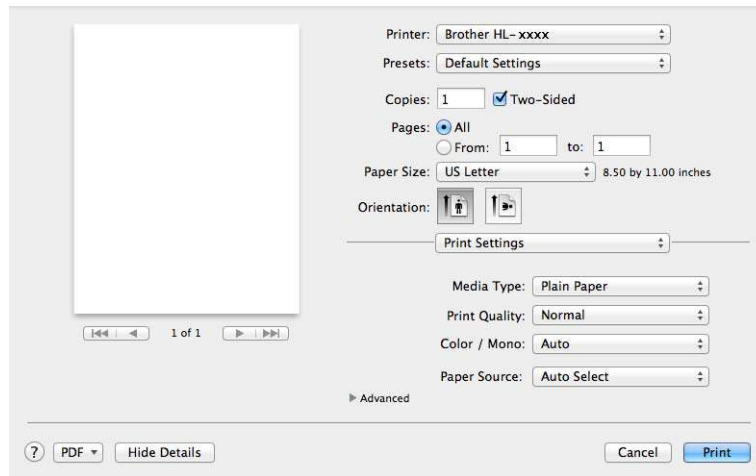 Printer: Brother HL-xxxx
Presets: Default Settings
Copies: 1 Two-Sided
Pages: All
From: 1 to: 1
Paper Size: US Letter 8.50 by 11.00 inches
Orientation:
Print Settings
Media Type: Plain Paper
Print Quality: Normal
1 of 1
Color / Mono: Auto
Paper Source: Auto Select
Advanced
? PDF Hide Details Cancel Print